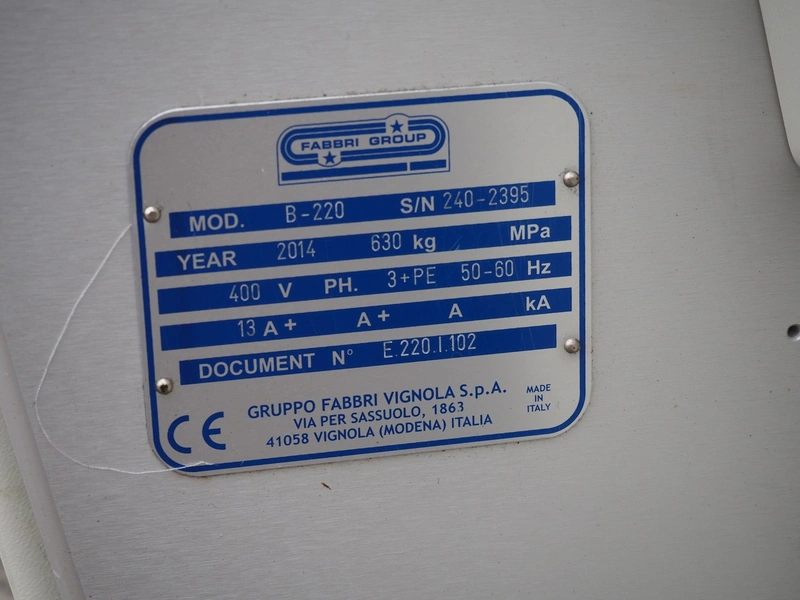 FABBRI GROUP
MOD. B-220 S/N 240-2395
YEAR 2014 630 kg MPa
400 V PH. 3+PE 50-60 Hz
13 A+ A+ A kA
DOCUMENT N° E.220.I.102
GRUPPO FABBRI VIGNOLA S.p.A.
VIA PER SASSUOLO, 1863
41058 VIGNOLA (MODENA) ITALIA
MADE
IN
ITALY
CE